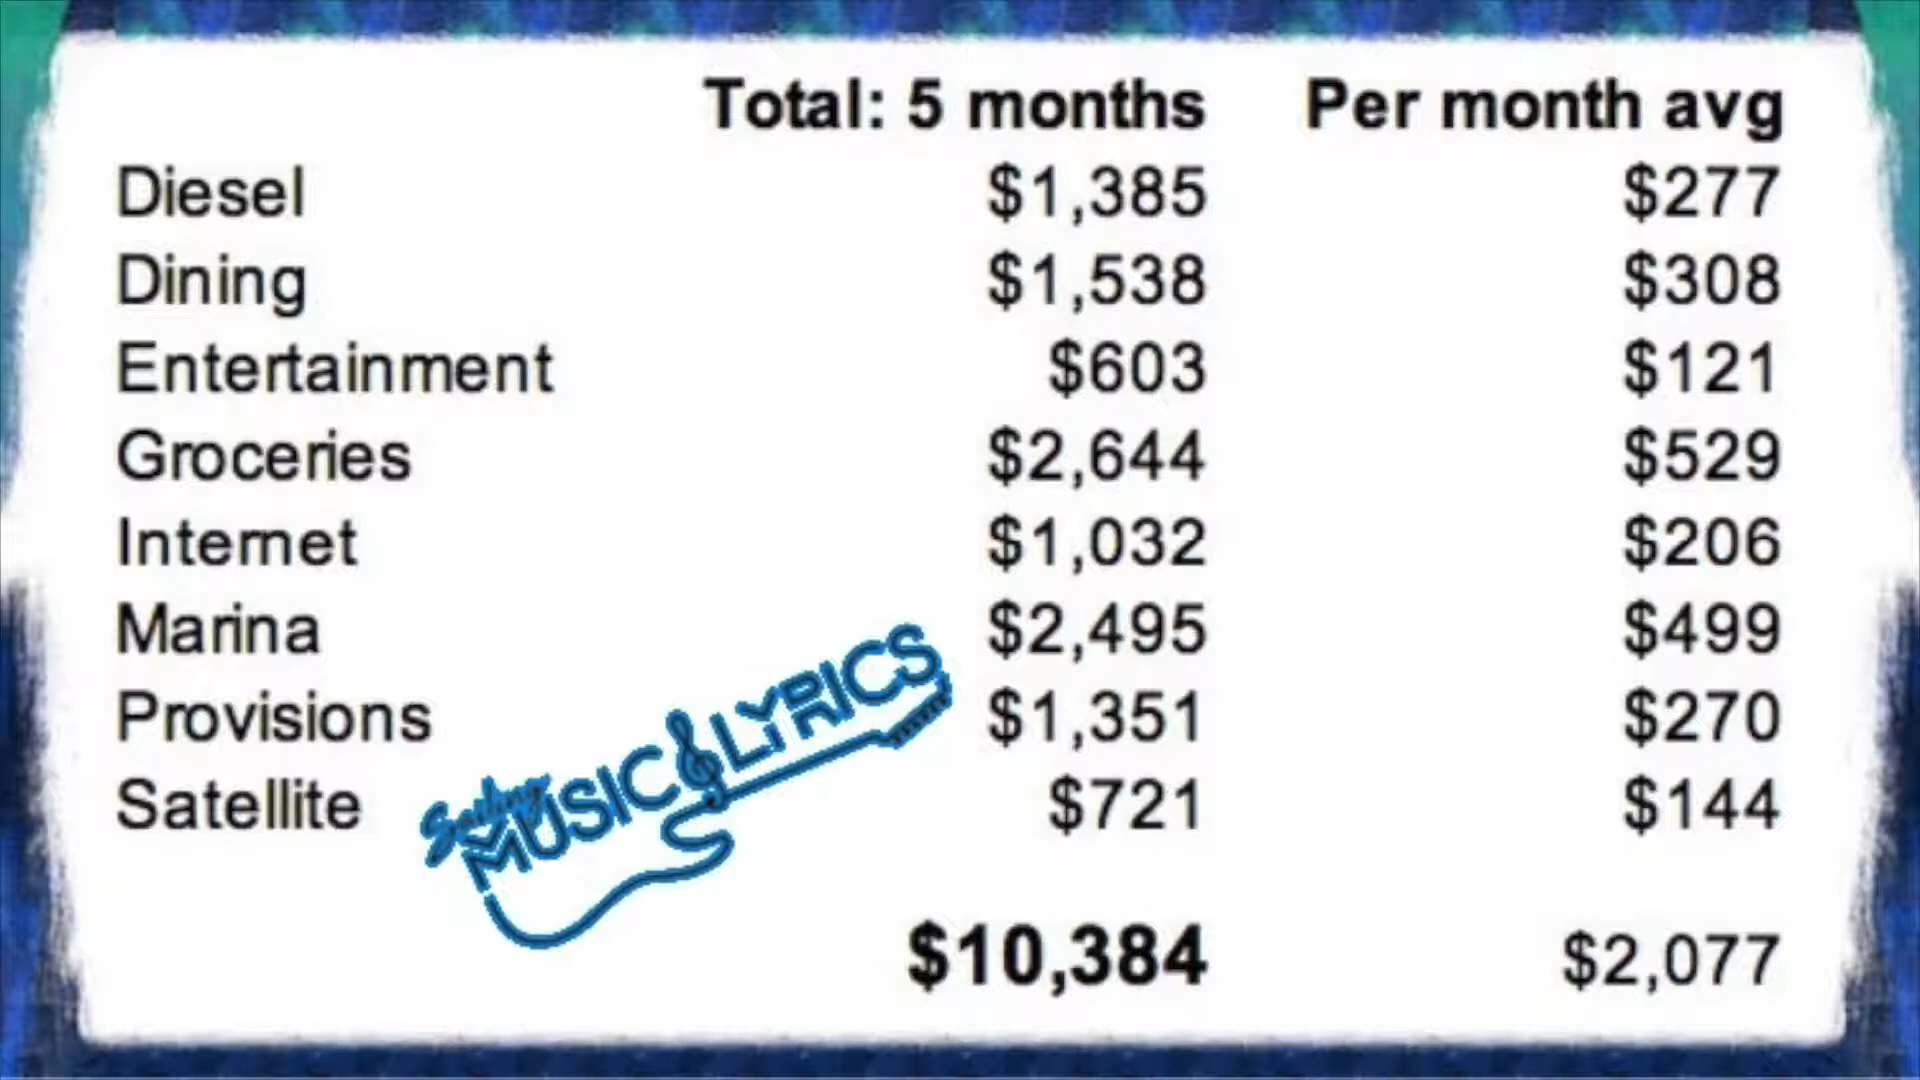 Total: 5 months Per month avg
Diesel $1,385 $277
Dining $1,538 $308
Entertainment $603 $121
Groceries $2,644 $529
Internet $1,032 $206
Marina $2,495 $499
Provisions $1,351 $270
Satellite $721 $144
Sailing
MUSIC & LYRICS
$10,384 $2,077